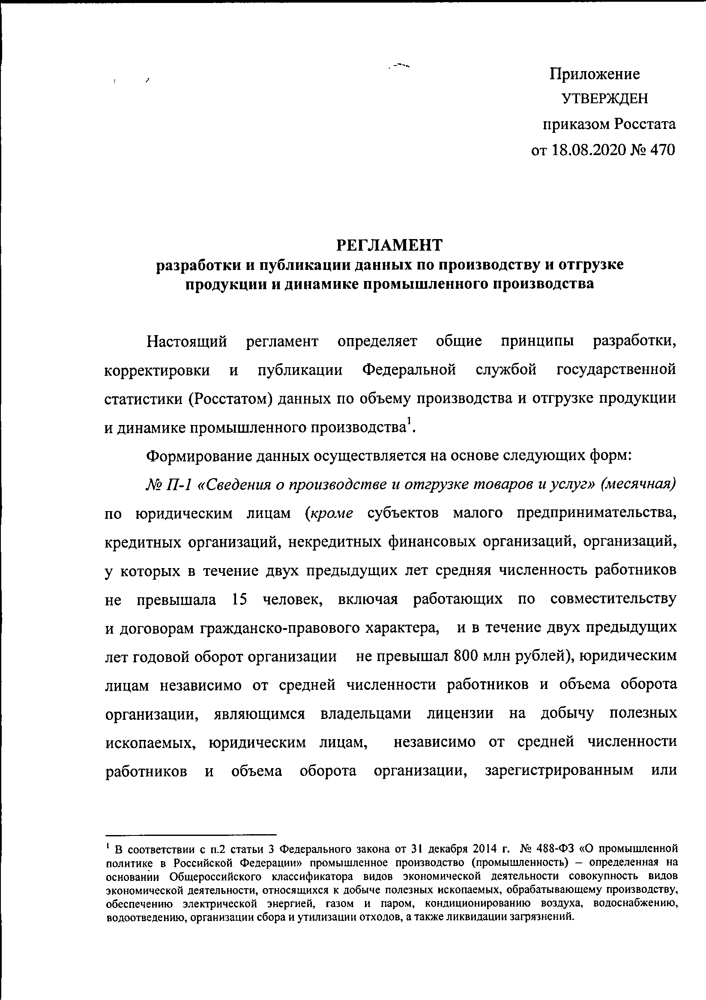 Приложение
УТВЕРЖДЕН
приказом Росстата
от 18.08.2020 № 470
РЕГЛАМЕНТ
разработки и публикации данных по производству и отгрузке
продукции и динамике промышленного производства
Настоящий регламент определяет общие принципы разработки,
корректировки и публикации Федеральной службой государственной
статистики (Росстатом) данных по объему производства и отгрузке продукции
и динамике промышленного производства¹.
Формирование данных осуществляется на основе следующих форм:
№ П-1 «Сведения о производстве и отгрузке товаров и услуг» (месячная)
по юридическим лицам (кроме субъектов малого предпринимательства,
кредитных организаций, некредитных финансовых организаций, организаций,
у которых в течение двух предыдущих лет средняя численность работников
не превышала 15 человек, включая работающих по совместительству
и договорам гражданско-правового характера, и в течение двух предыдущих
лет годовой оборот организации не превышал 800 млн рублей), юридическим
лицам независимо от средней численности работников и объема оборота
организации, являющимся владельцами лицензии на добычу полезных
ископаемых, юридическим лицам, независимо от средней численности
работников и объема оборота организации, зарегистрированным или
¹ В соответствии с п.2 статьи 3 Федерального закона от 31 декабря 2014 г. № 488-ФЗ «О промышленной
политике в Российской Федерации» промышленное производство (промышленность) – определенная на
основании Общероссийского классификатора видов экономической деятельности совокупность видов
экономической деятельности, относящихся к добыче полезных ископаемых, обрабатывающему производству,
обеспечению электрической энергией, газом и паром, кондиционированию воздуха, водоснабжению,
водоотведению, организации сбора и утилизации отходов, а также ликвидации загрязнений.